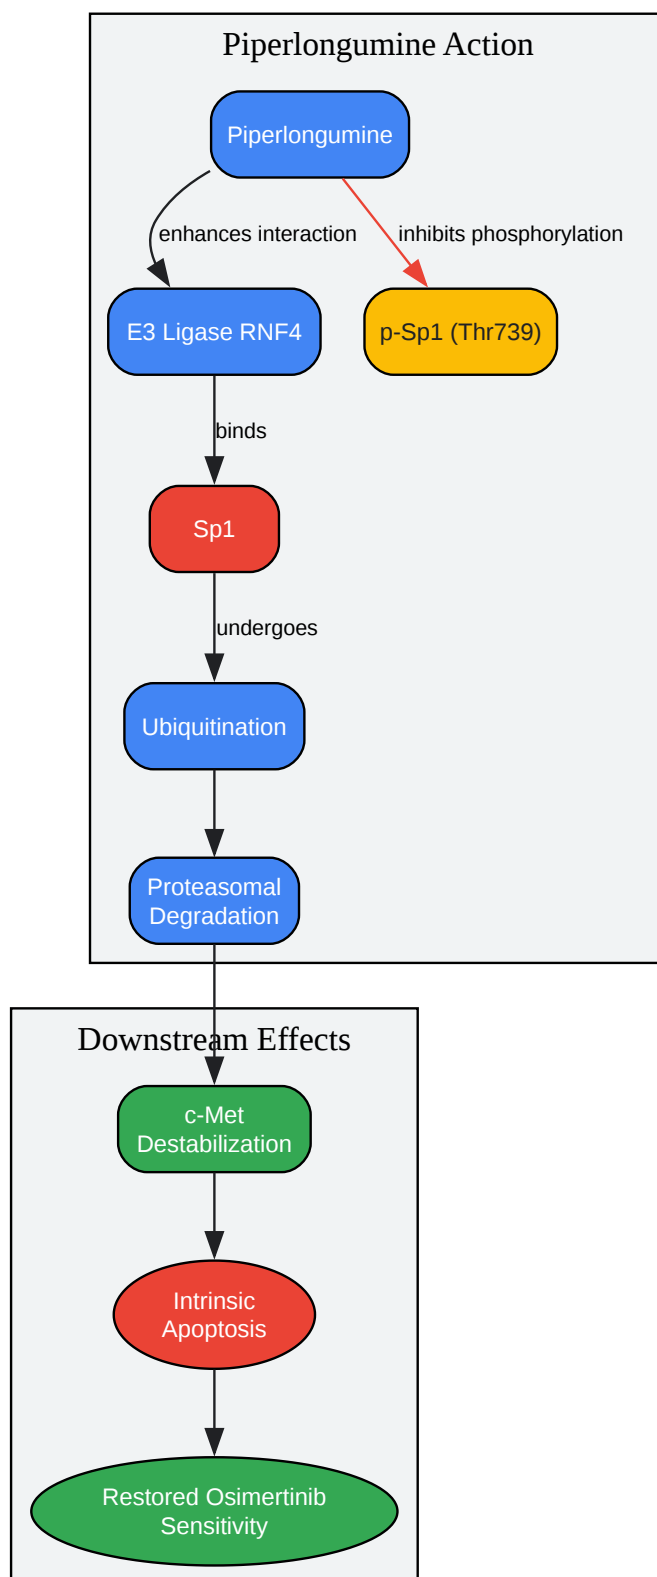 Piperlongumine Action
Piperlongumine
enhances interaction
inhibits phosphorylation
E3 Ligase RNF4
p-Sp1 (Thr739)
binds
Sp1
undergoes
Ubiquitination
Proteasomal
Degradation
Downstream Effects
c-Met
Destabilization
Intrinsic
Apoptosis
Restored Osimertinib
Sensitivity